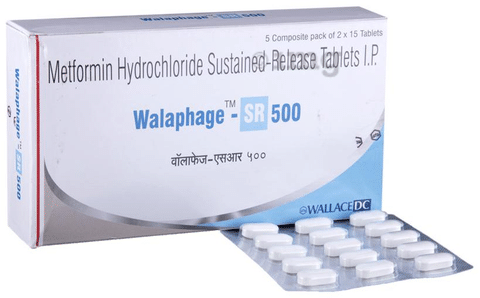 5 Composite pack of 2 x 15 Tablets
Metformin Hydrochloride Sustained-Release Tablets I.P.
Walaphage™-SR 500
वॉलाफेज-एसआर ५००
WALLACE DC
Walaphage™-SR 500